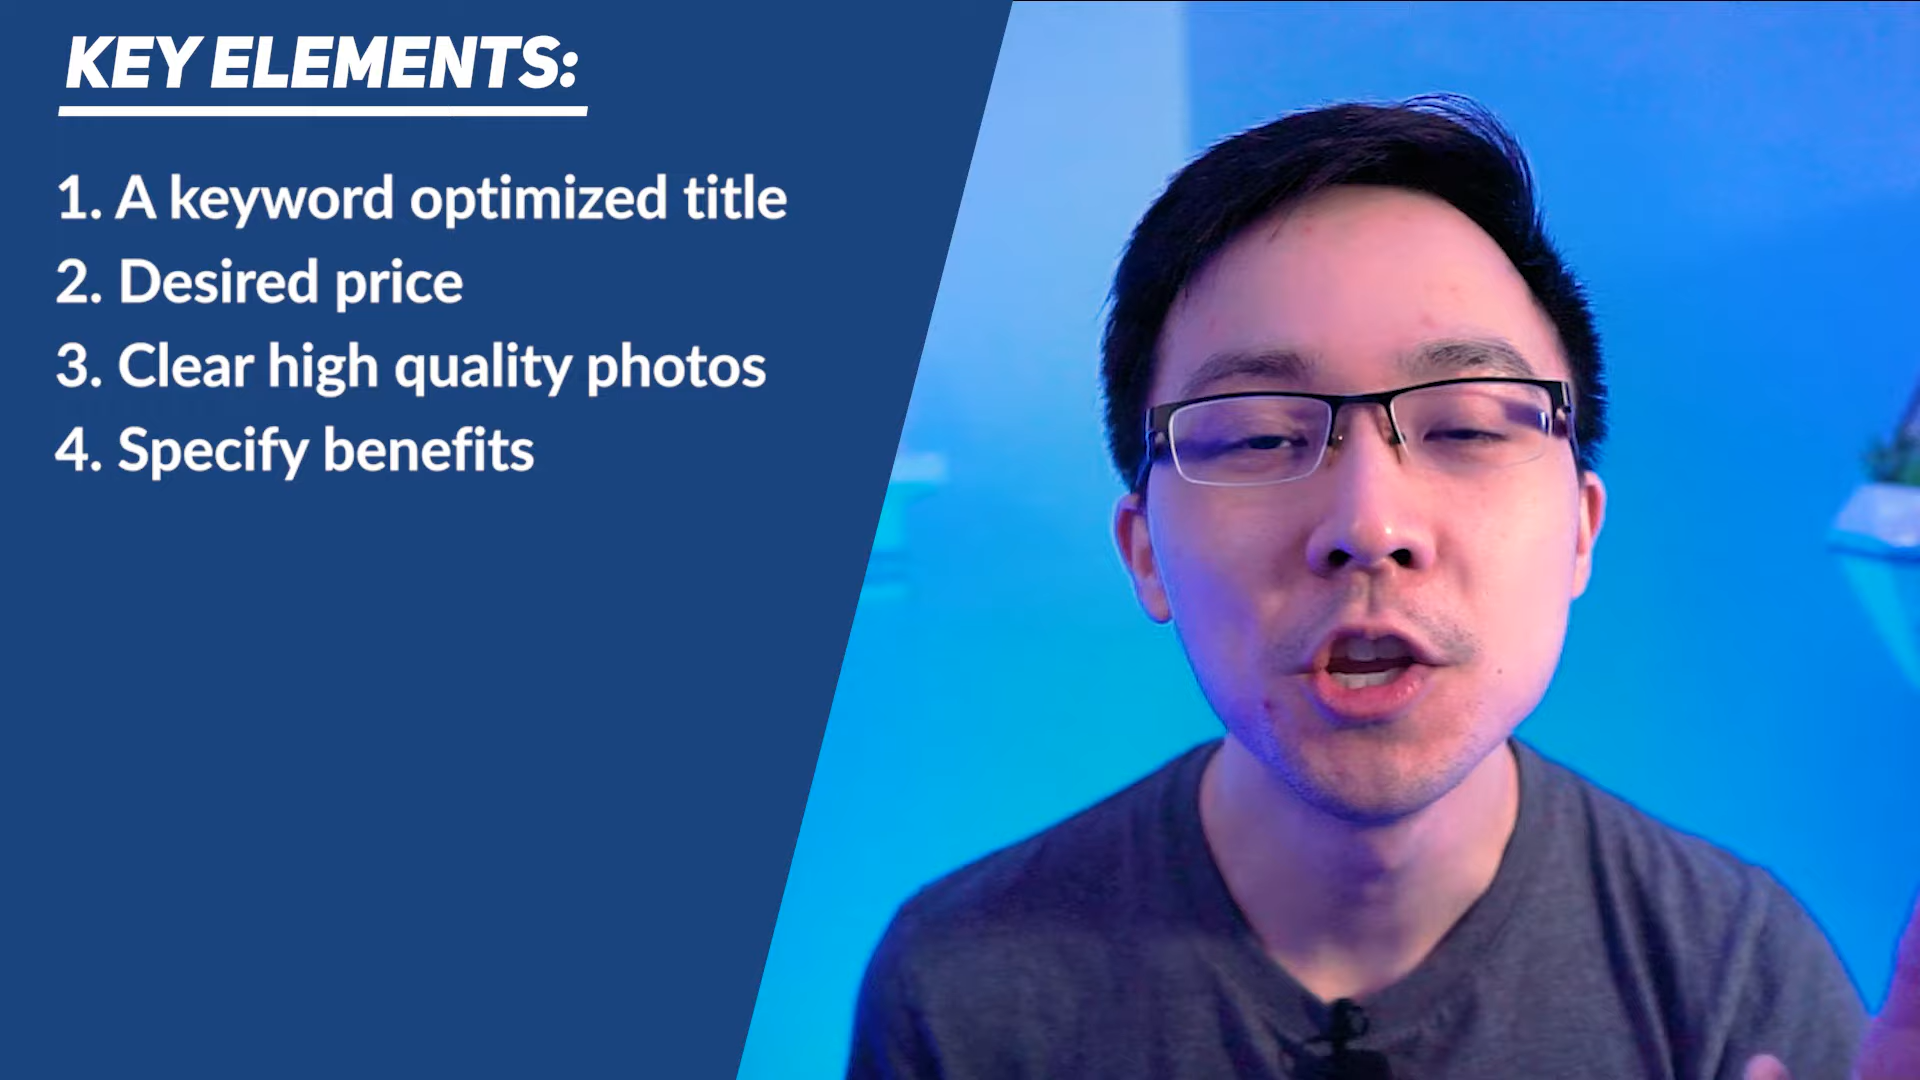 KEY ELEMENTS:
1. A keyword optimized title
2. Desired price
3. Clear high quality photos
4. Specify benefits